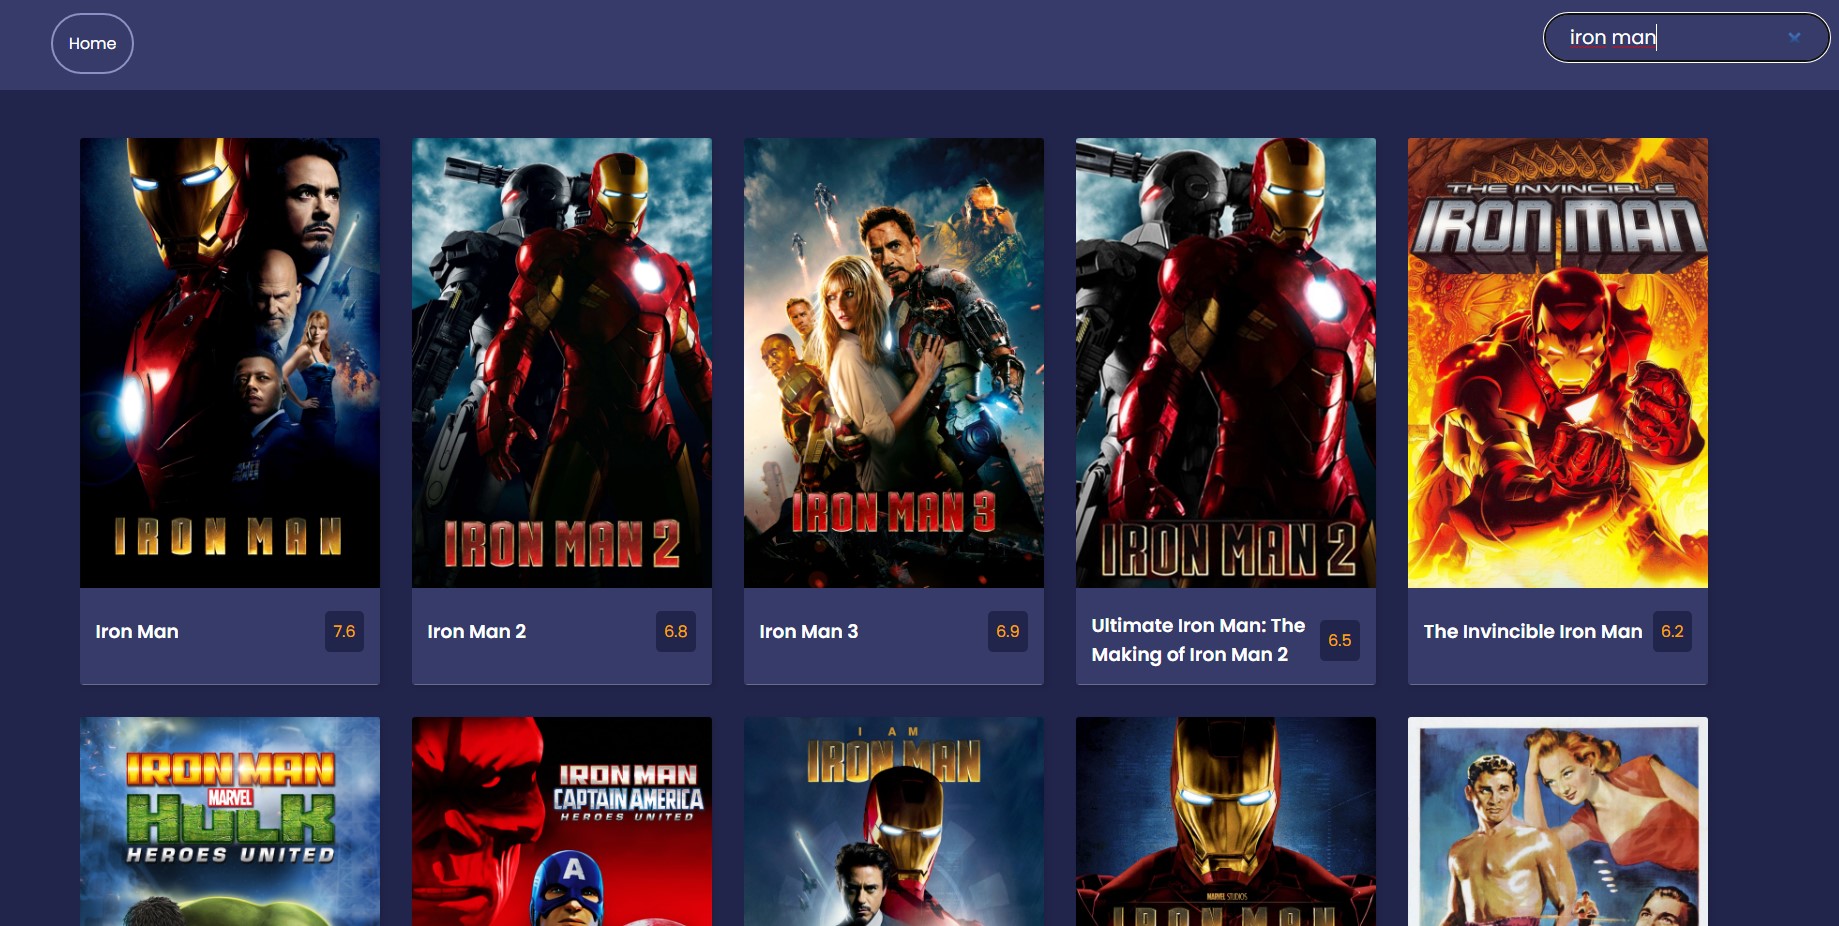 Home
iron man
IRON MAN
IRON MAN 2
IRON MAN 3
IRON MAN 2
THE INVINCIBLE
IRON MAN
Iron Man
7.6
Iron Man 2
6.8
Iron Man 3
6.9
Ultimate Iron Man: The
Making of Iron Man 2
6.5
The Invincible Iron Man
6.2
IRON MAN
MARVEL
HULK
HEROES UNITED
IRON MAN
CAPTAIN AMERICA
HEROES UNITED
A
I AM
IRON MAN
MARVEL STUDIOS
IRON MAN